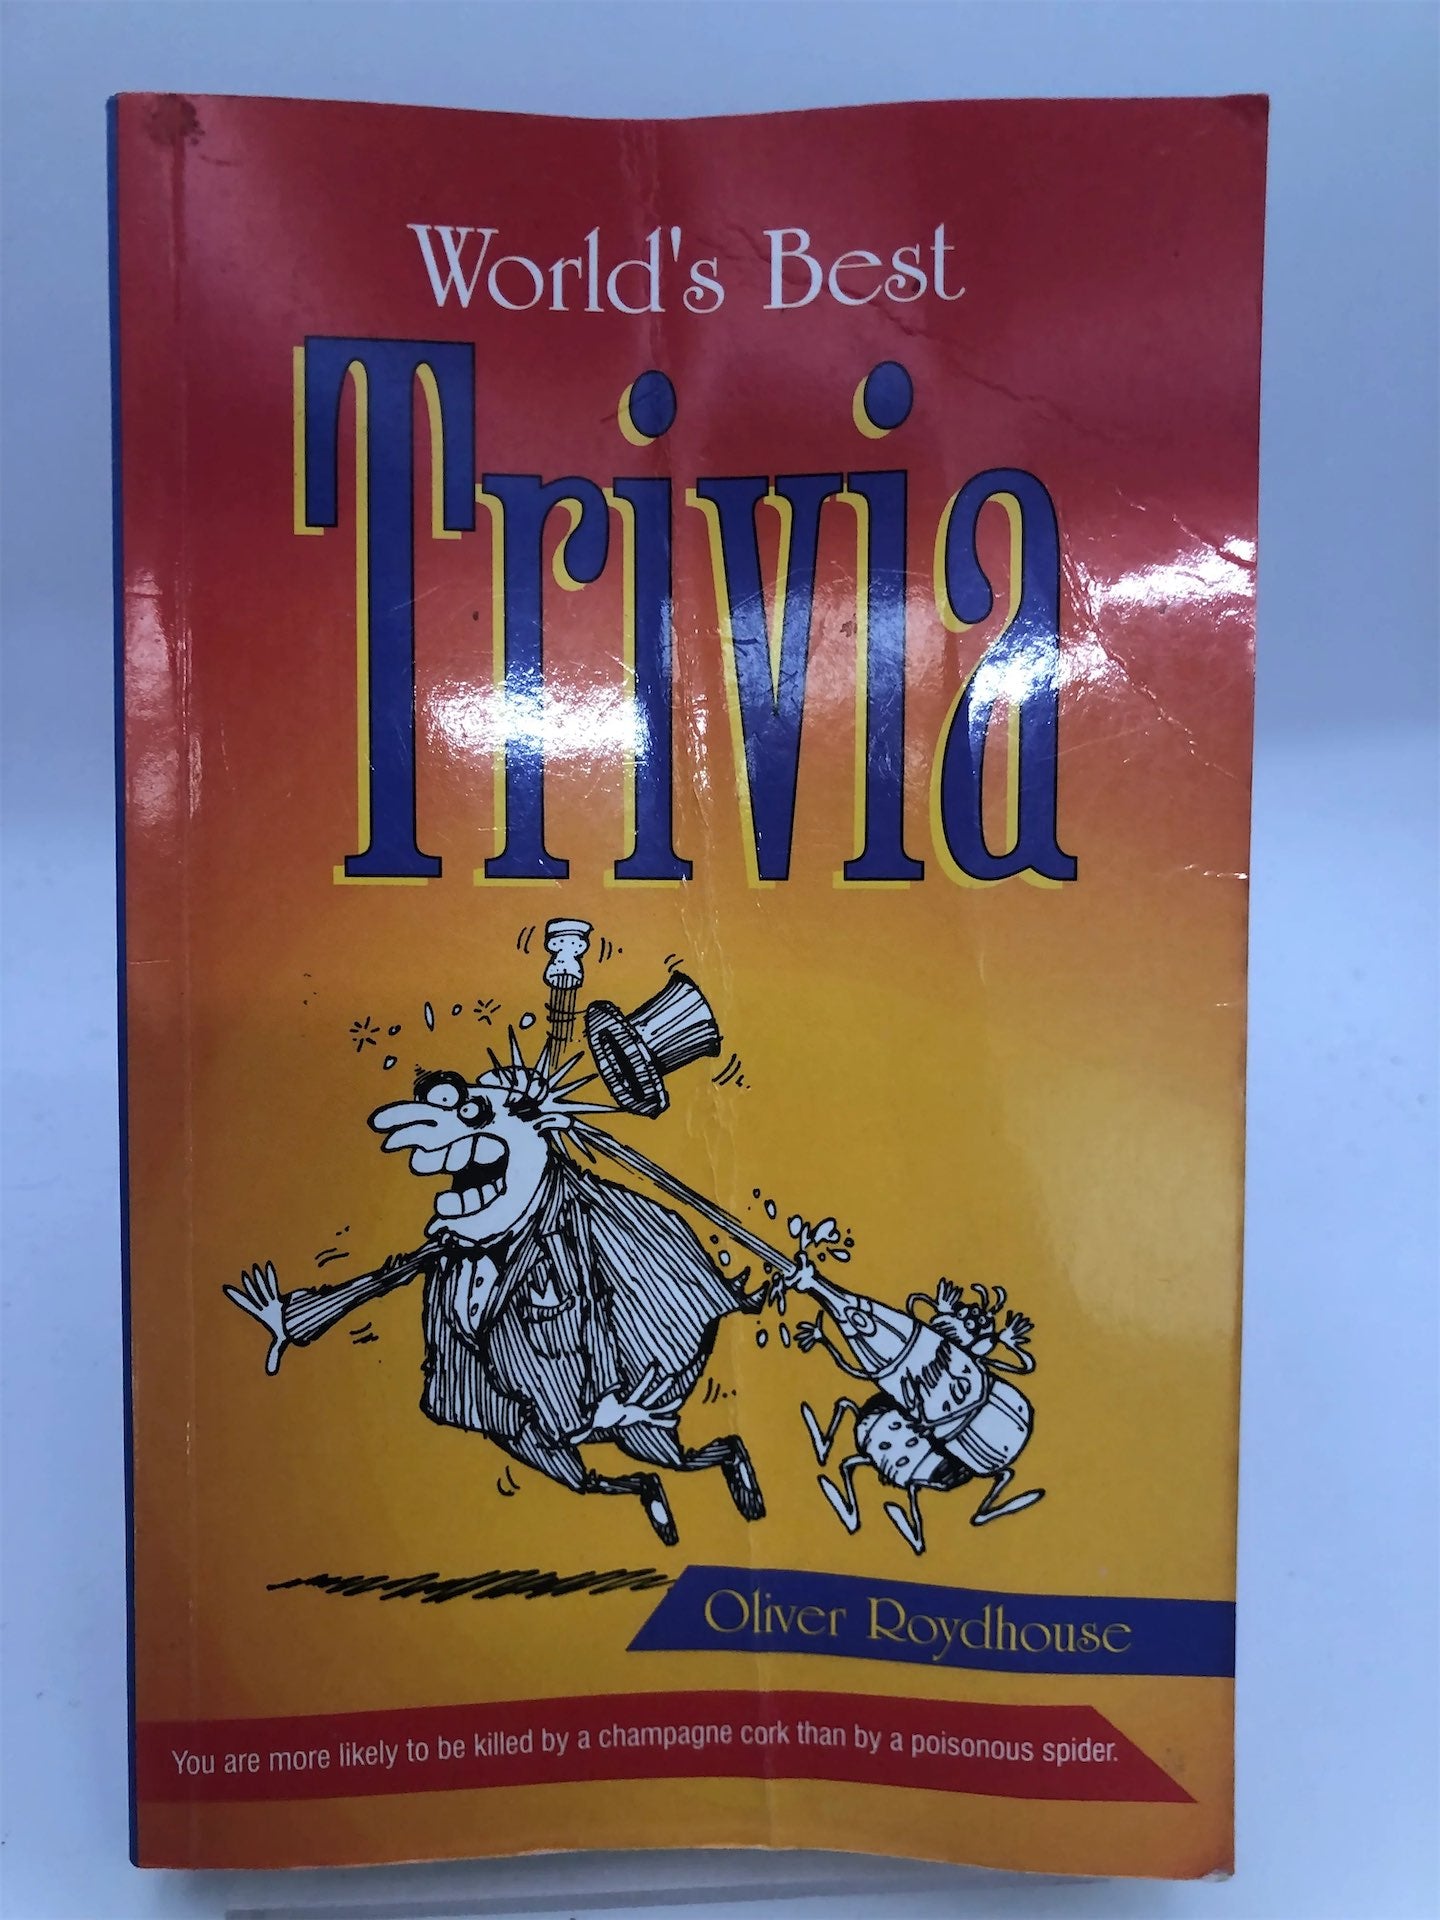 World's Best
Trivia
Oliver Roydhouse
You are more likely to be killed by a champagne cork than by a poisonous spider.